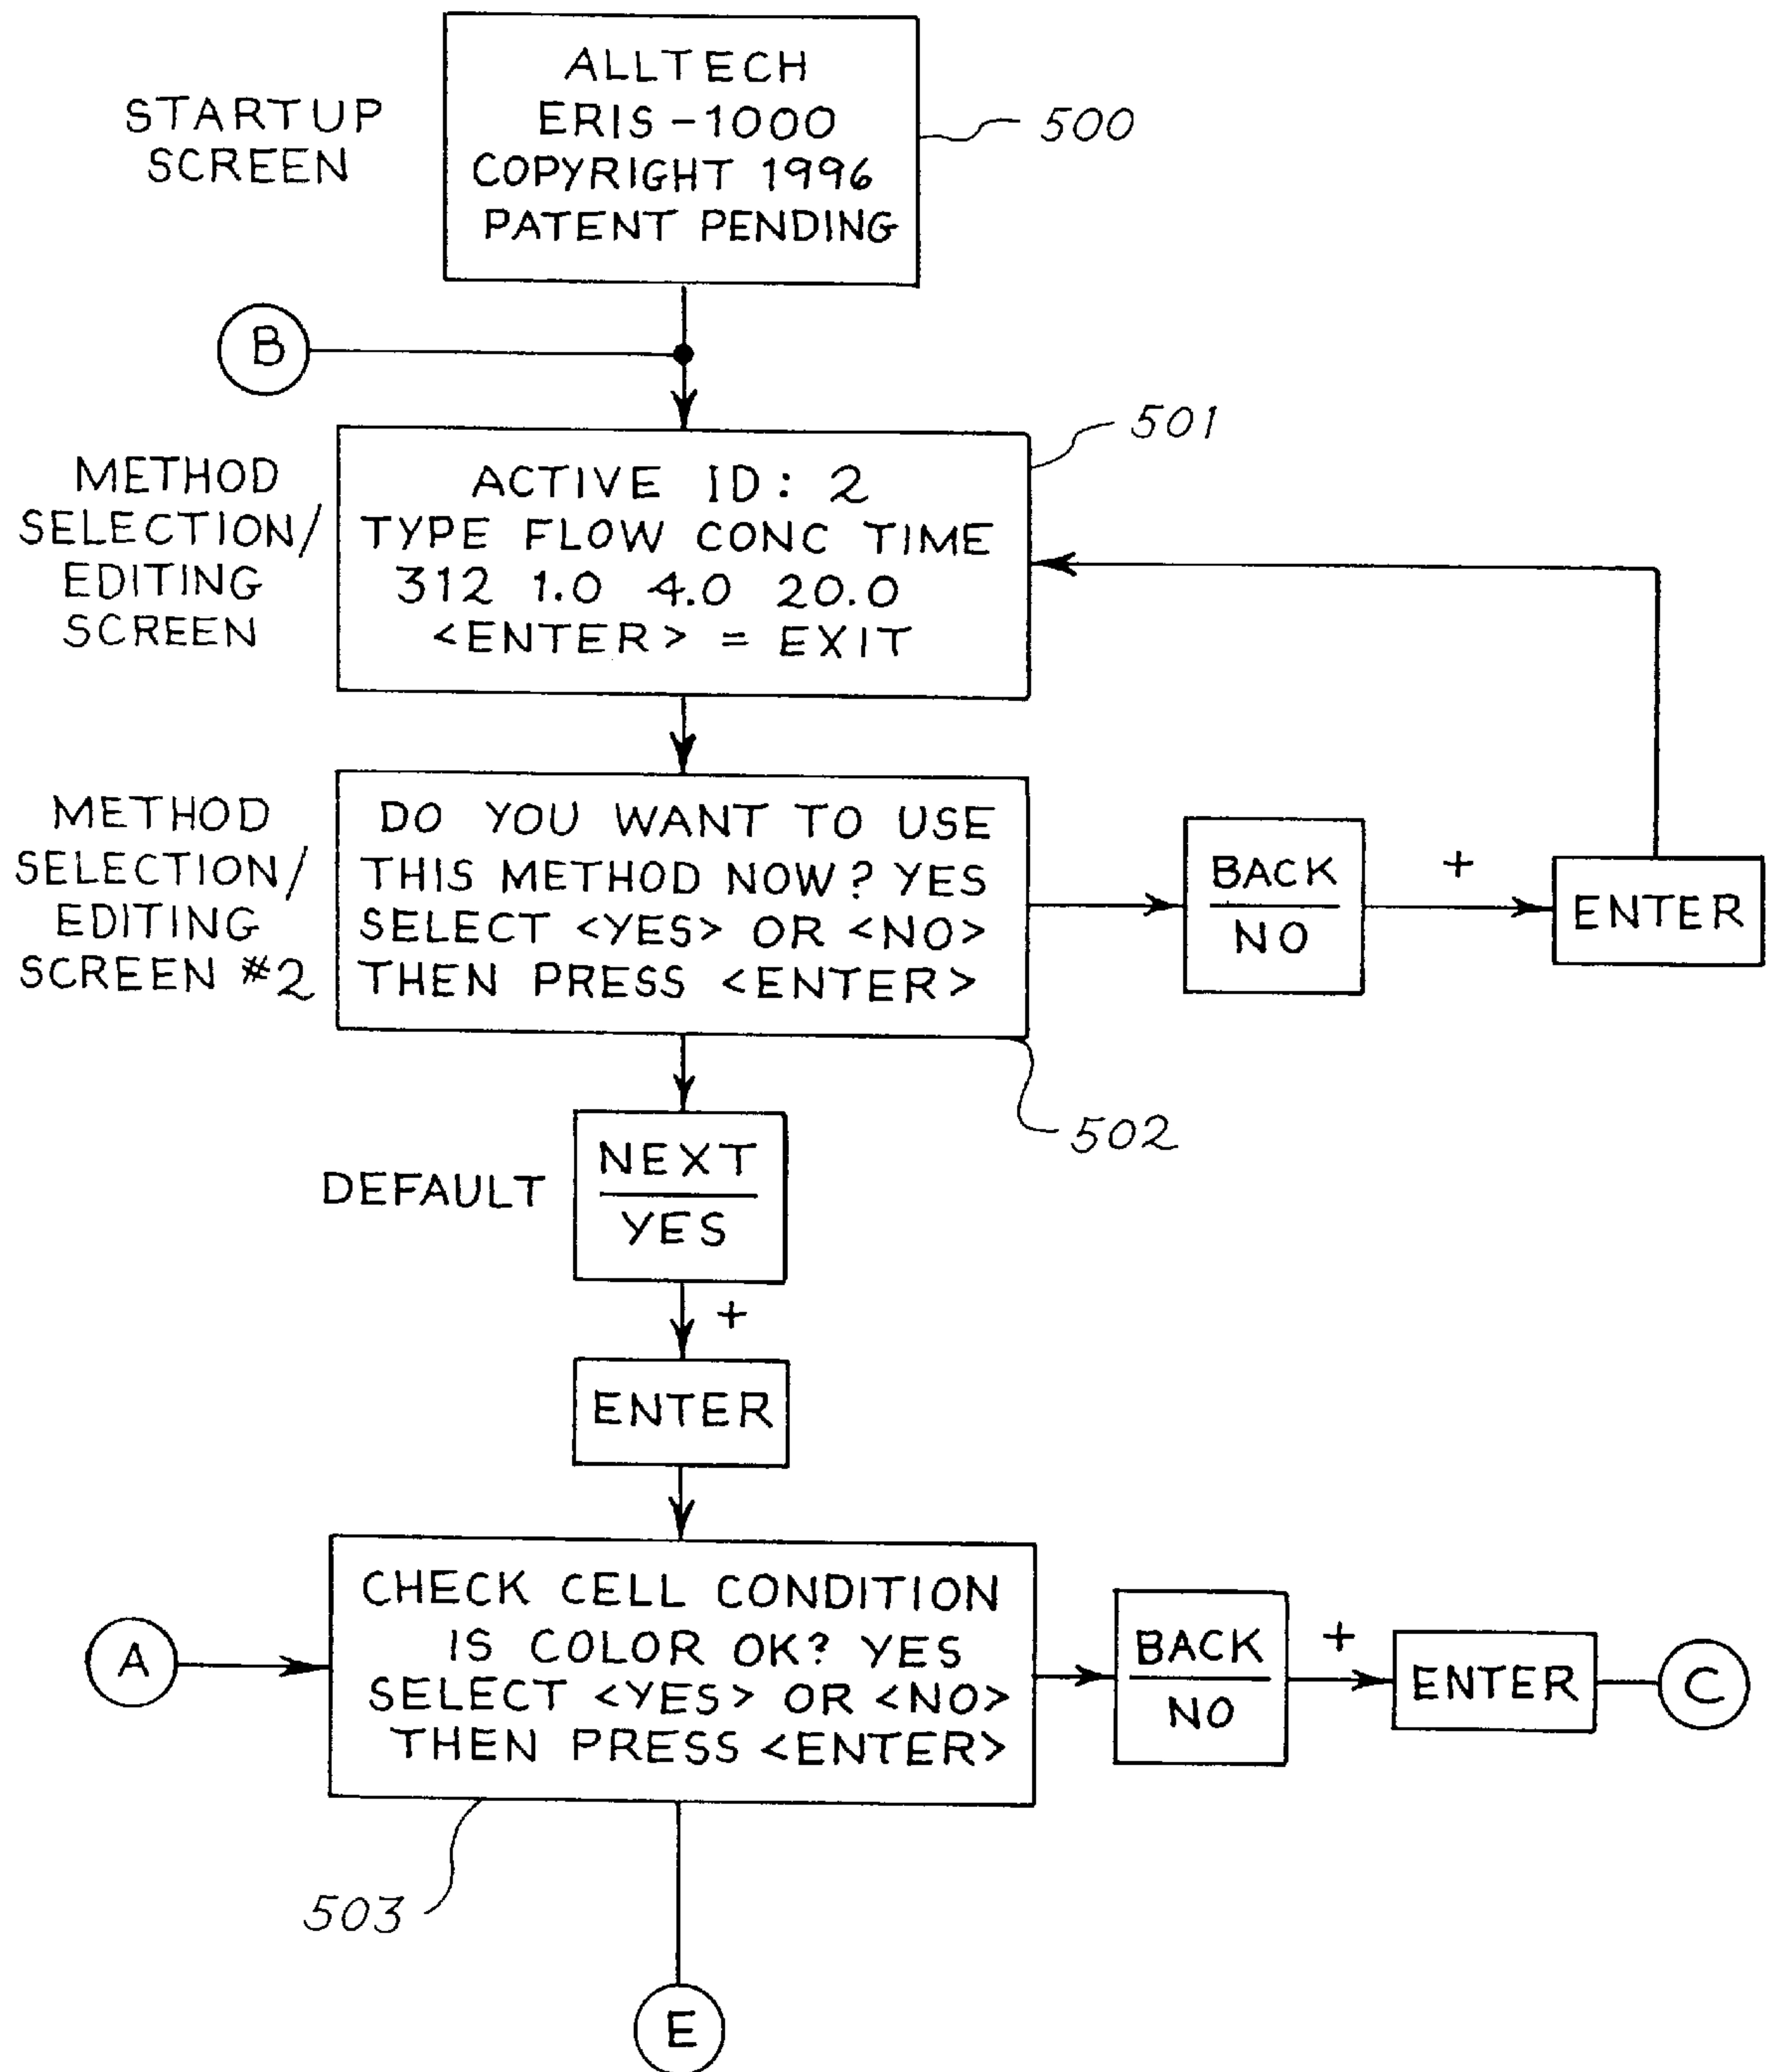 STARTUP
SCREEN
ALLTECH
ERIS-1000
COPYRIGHT 1996
PATENT PENDING
500
B
METHOD
SELECTION/
EDITING
SCREEN
ACTIVE ID: 2
TYPE FLOW CONC TIME
312 1.0 4.0 20.0
<ENTER> = EXIT
501
METHOD
SELECTION/
EDITING
SCREEN #2
DO YOU WANT TO USE
THIS METHOD NOW? YES
SELECT <YES> OR <NO>
THEN PRESS <ENTER>
BACK
NO
+
ENTER
502
DEFAULT
NEXT
YES
+
ENTER
A
CHECK CELL CONDITION
IS COLOR OK? YES
SELECT <YES> OR <NO>
THEN PRESS <ENTER>
BACK
NO
+
ENTER
C
503
E